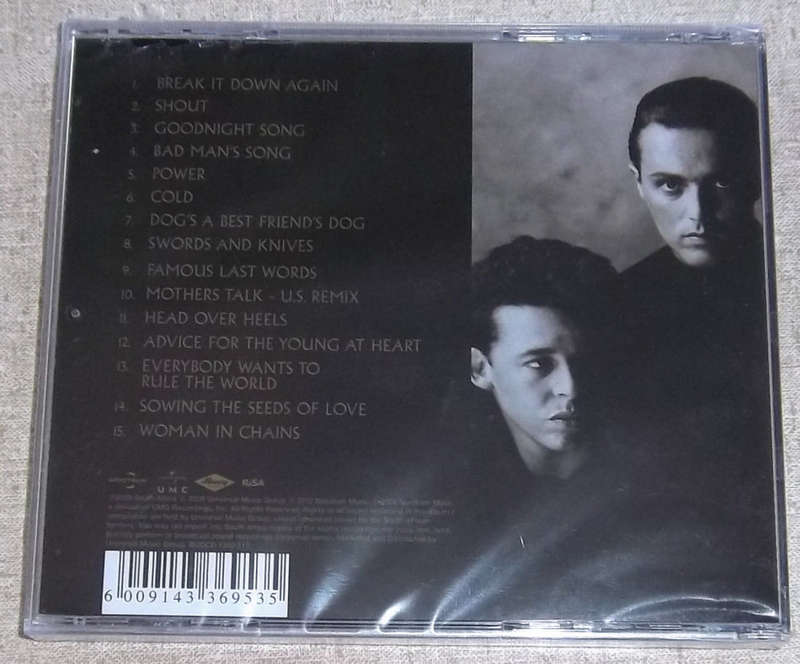 1. BREAK IT DOWN AGAIN
2. SHOUT
3. GOODNIGHT SONG
4. BAD MAN'S SONG
5. POWER
6. COLD
7. DOG'S A BEST FRIEND'S DOG
8. SWORDS AND KNIVES
9. FAMOUS LAST WORDS
10. MOTHERS TALK - U.S. REMIX
11. HEAD OVER HEELS
12. ADVICE FOR THE YOUNG AT HEART
13. EVERYBODY WANTS TO
RULE THE WORLD
14. SOWING THE SEEDS OF LOVE
15. WOMAN IN CHAINS
UMC
RiSA
6 009143 369535